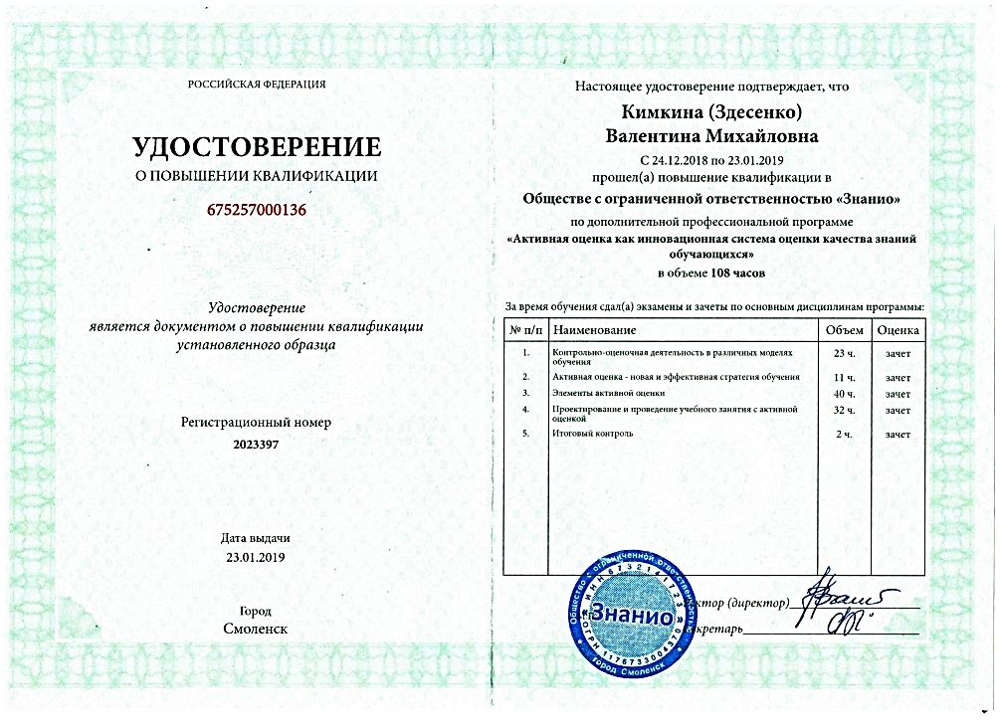 РОССИЙСКАЯ ФЕДЕРАЦИЯ
УДОСТОВЕРЕНИЕ
О ПОВЫШЕНИИ КВАЛИФИКАЦИИ
675257000136
Удостоверение
является документом о повышении квалификации
установленного образца
Регистрационный номер
2023397
Дата выдачи
23.01.2019
Город
Смоленск
Настоящее удостоверение подтверждает, что
Кимкина (Здесенко)
Валентина Михайловна
С 24.12.2018 по 23.01.2019
прошел(а) повышение квалификации в
Обществе с ограниченной ответственностью «Знанио»
по дополнительной профессиональной программе
«Активная оценка как инновационная система оценки качества знаний
обучающихся»
в объеме 108 часов
За время обучения сдал(а) экзамены и зачеты по основным дисциплинам программы:
№ п/п Наименование Объем Оценка
1. Контрольно-оценочная деятельность в различных моделях 23 ч. зачет
обучения
2. Активная оценка - новая и эффективная стратегия обучения 11 ч. зачет
3. Элементы активной оценки 40 ч. зачет
4. Проектирование и проведение учебного занятия с активной 32 ч. зачет
оценкой
5. Итоговый контроль 2 ч. зачет
Общество с ограниченной ответственностью
ИНН 6732141723
«Знанио»
ОГРН 1176733004370
город Смоленск
ктор (директор)
кретарь